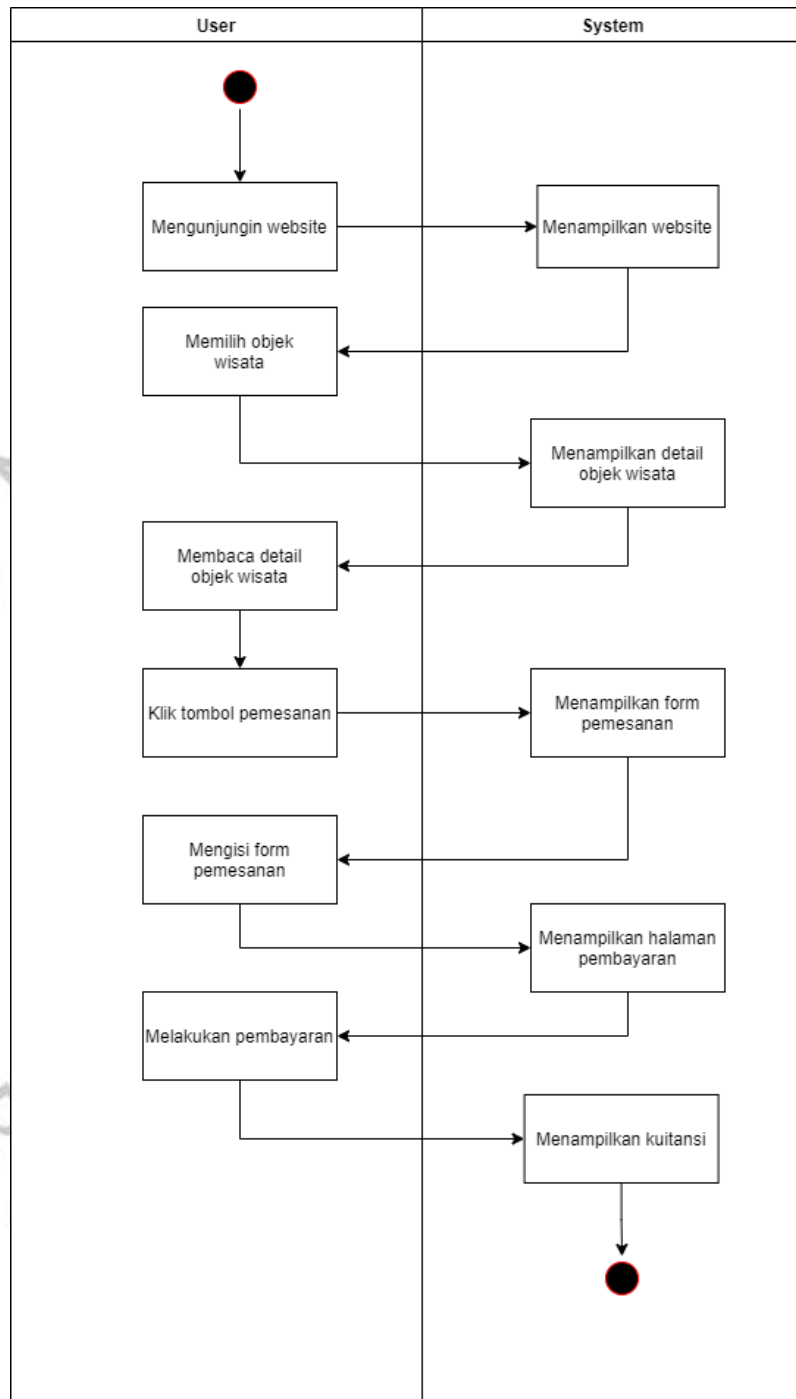 User
System
Mengunjungin website
Menampilkan website
Memilih objek
wisata
Menampilkan detail
objek wisata
Membaca detail
objek wisata
Klik tombol pemesanan
Menampilkan form
pemesanan
Mengisi form
pemesanan
Menampilkan halaman
pembayaran
Melakukan pembayaran
Menampilkan kuitansi